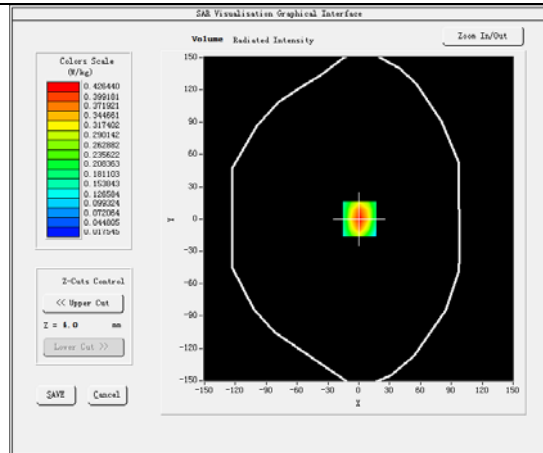 SAR Visualisation Graphical Interface
Volume Radiated Intensity
Zoom In/Out
Colors Scale
(W/kg)
0.426440
0.399181
0.371921
0.344661
0.317402
0.290142
0.262882
0.235622
0.208363
0.181103
0.153843
0.126584
0.099324
0.072064
0.044805
0.017545
150
120
90
60
30
0
-30
-60
-90
-120
-150
Y
-150 -120 -90 -60 -30 0 30 60 90 120 150
X
Z-Cuts Control
<< Upper Cut
Z = 4.0 mm
Lower Cut >>
SAVE Cancel